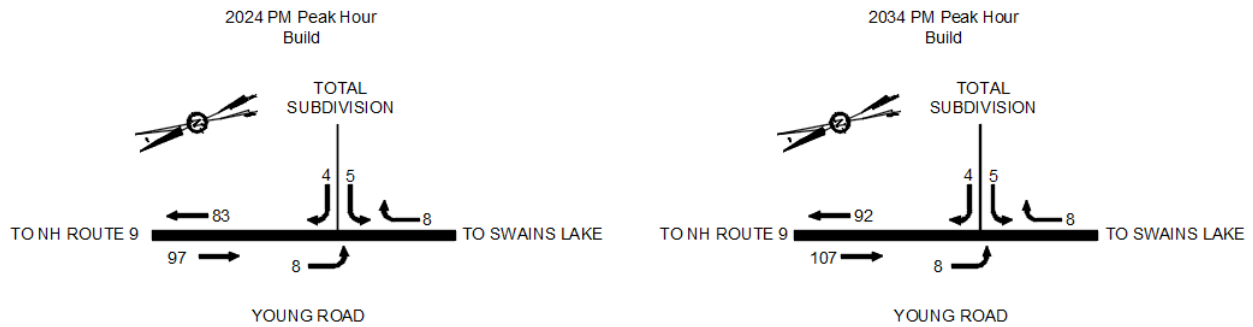 2024 PM Peak Hour
Build
TOTAL
SUBDIVISION
N
4 5
83
8
TO NH ROUTE 9
TO SWAINS LAKE
97
8
YOUNG ROAD
2034 PM Peak Hour
Build
TOTAL
SUBDIVISION
N
4 5
92
8
TO NH ROUTE 9
TO SWAINS LAKE
107
8
YOUNG ROAD